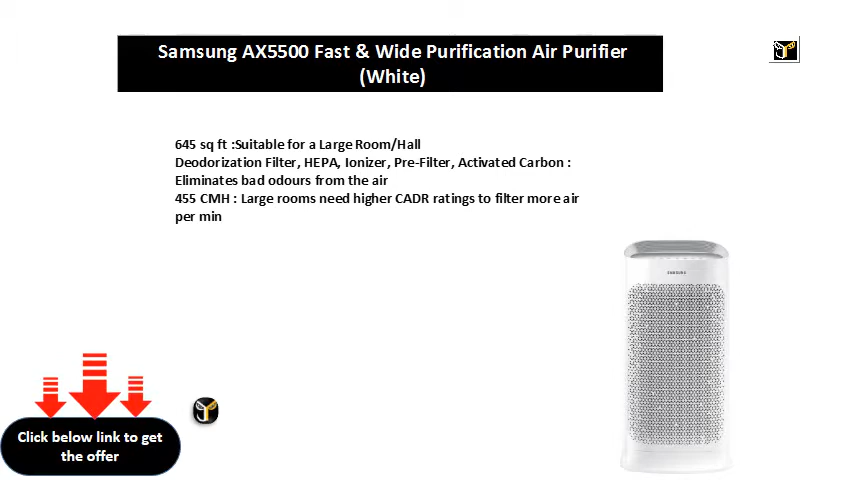 Samsung AX5500 Fast & Wide Purification Air Purifier
(White)
645 sq ft :Suitable for a Large Room/Hall
Deodorization Filter, HEPA, Ionizer, Pre-Filter, Activated Carbon :
Eliminates bad odours from the air
455 CMH : Large rooms need higher CADR ratings to filter more air
per min
SAMSUNG
Click below link to get
the offer